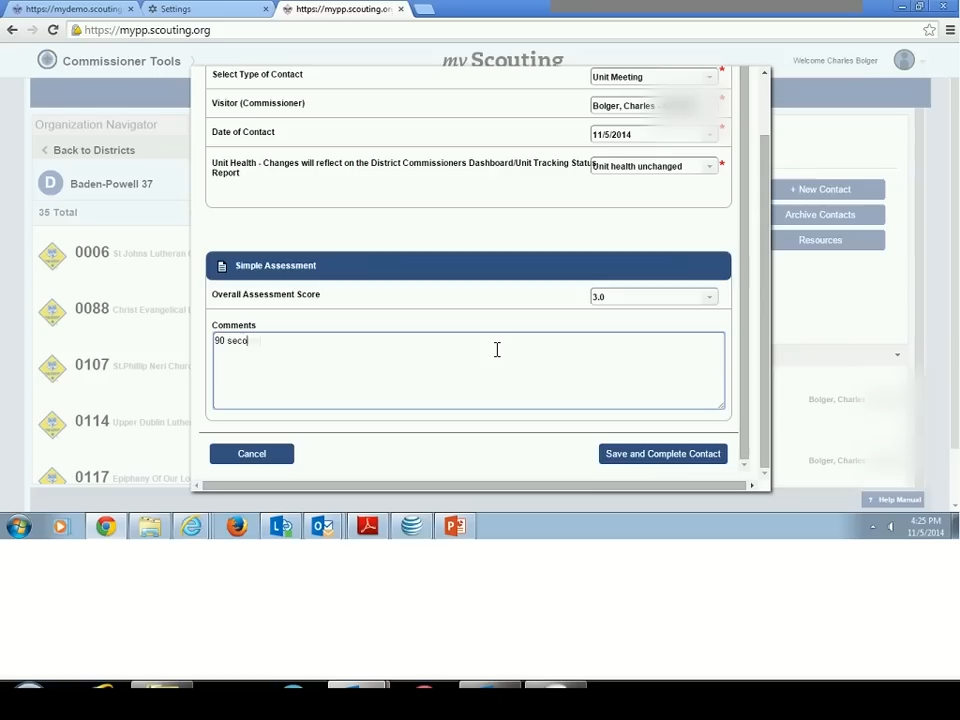 https://mydemo.scouting
Settings
https://mypp.scouting.org
https://mypp.scouting.org
Commissioner Tools
my Scouting
Welcome Charles Bolger
Organization Navigator
Back to Districts
D Baden-Powell 37
35 Total
0006 St.Johns Lutheran
0088 Christ Evangelical
0107 St.Phillip Neri Churc
0114 Upper Dublin Luther
0117 Epiphany Of Our Lo
Select Type of Contact
Unit Meeting
*
Visitor (Commissioner)
Bolger, Charles
*
Date of Contact
11/5/2014
*
Unit Health - Changes will reflect on the District Commissioners Dashboard/Unit Tracking Status
Report
Unit health unchanged
*
Simple Assessment
Overall Assessment Score
3.0
Comments
90 seco
Cancel
Save and Complete Contact
+ New Contact
Archive Contacts
Resources
Bolger, Charles
Bolger, Charles
? Help Manual
4:25 PM
11/5/2014